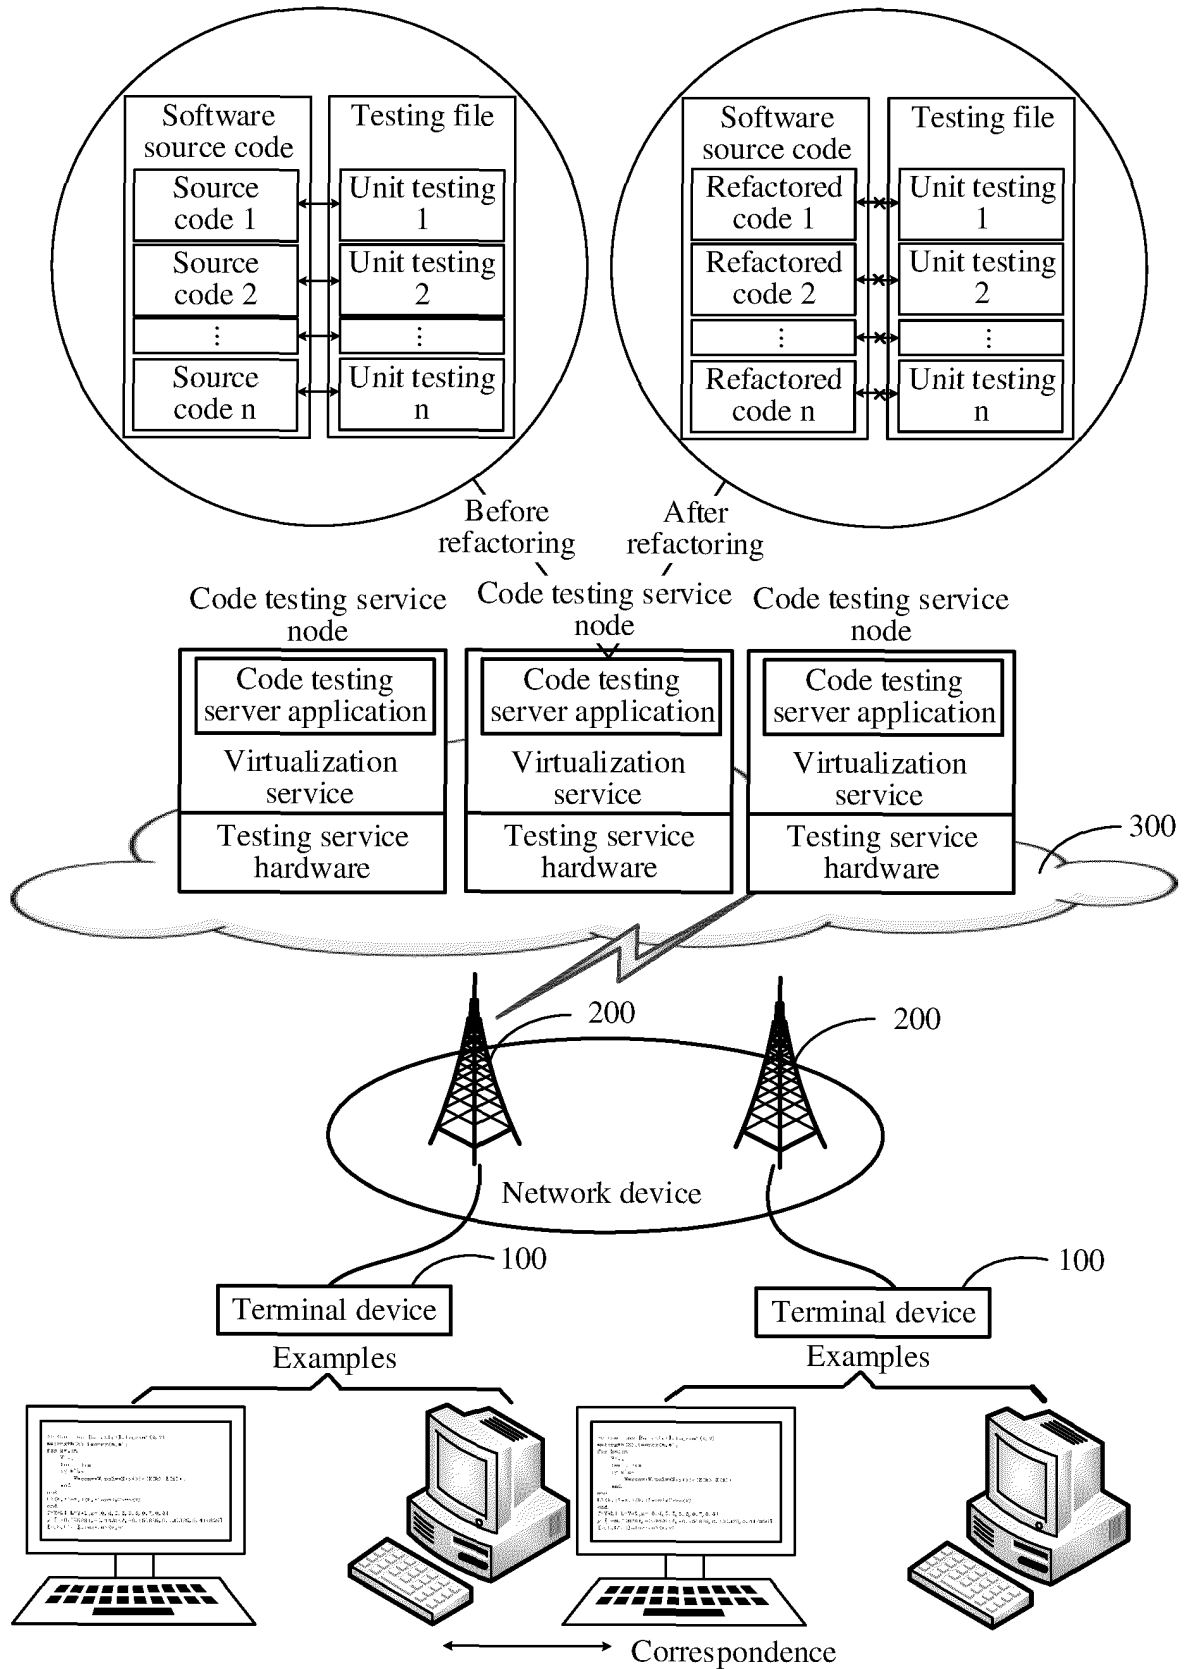 Software
source code
Testing file
Source
code 1
Unit testing
1
Source
code 2
Unit testing
2
⋮
⋮
Source
code n
Unit testing
n
Software
source code
Testing file
Refactored
code 1
Unit testing
1
Refactored
code 2
Unit testing
2
⋮
⋮
Refactored
code n
Unit testing
n
Before
refactoring
After
refactoring
Code testing service
node
Code testing service
node
Code testing service
node
Code testing
server application
Virtualization
service
Testing service
hardware
Code testing
server application
Virtualization
service
Testing service
hardware
Code testing
server application
Virtualization
service
Testing service
hardware
300
200
200
Network device
100
100
Terminal device
Terminal device
Examples
Examples
Correspondence